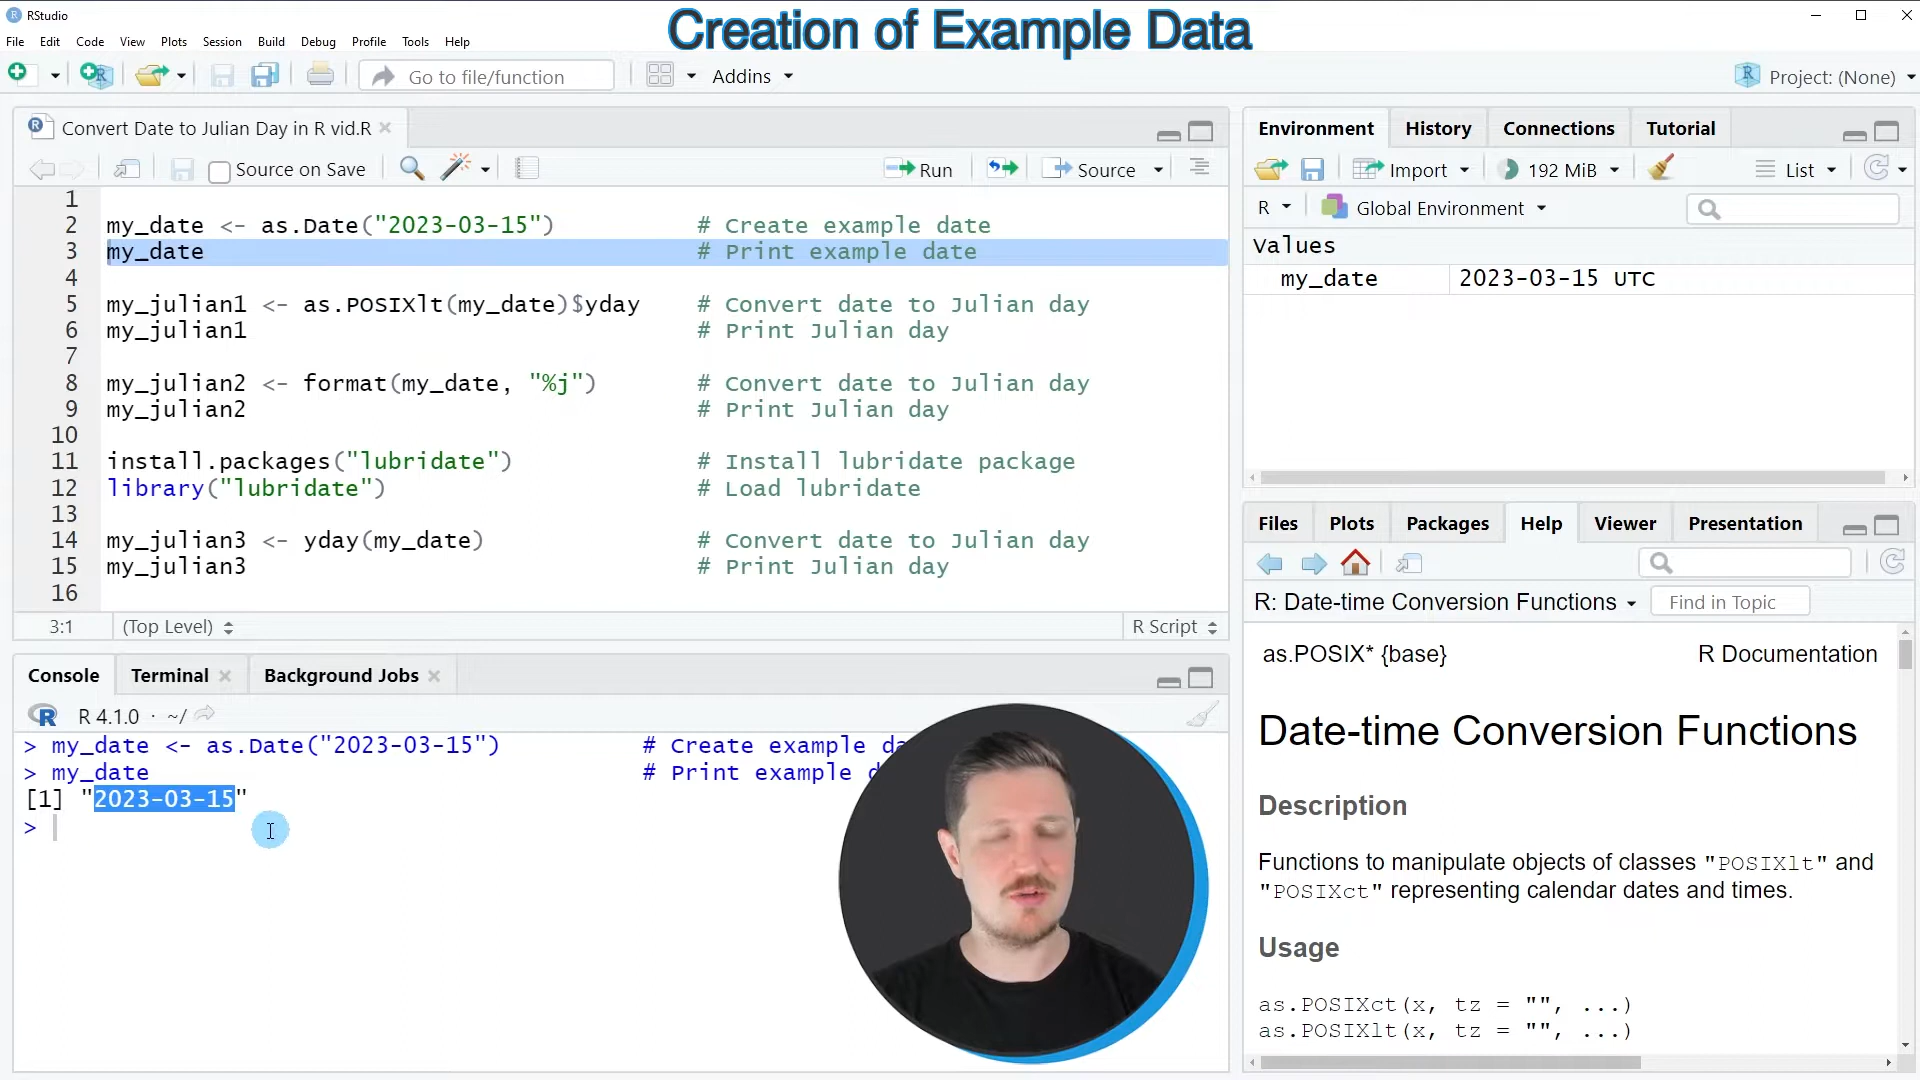 RStudio
Creation of Example Data
File Edit Code View Plots Session Build Debug Profile Tools Help
Go to file/function
Addins
Project: (None)
Convert Date to Julian Day in R vid.R
Source on Save
Run
Source
1
2 my_date <- as.Date("2023-03-15") # Create example date
3 my_date # Print example date
4
5 my_julian1 <- as.POSIXlt(my_date)$yday # Convert date to Julian day
6 my_julian1 # Print Julian day
7
8 my_julian2 <- format(my_date, "%j") # Convert date to Julian day
9 my_julian2 # Print Julian day
10
11 install.packages("lubridate") # Install lubridate package
12 library("lubridate") # Load lubridate
13
14 my_julian3 <- yday(my_date) # Convert date to Julian day
15 my_julian3 # Print Julian day
16
3:1 (Top Level) R Script
Console Terminal Background Jobs
R 4.1.0 · ~/
> my_date <- as.Date("2023-03-15") # Create example da
> my_date # Print example d
[1] "2023-03-15"
>
Environment History Connections Tutorial
Import 192 MiB List
R Global Environment
Values
my_date 2023-03-15 UTC
Files Plots Packages Help Viewer Presentation
R: Date-time Conversion Functions Find in Topic
as.POSIX* {base} R Documentation
Date-time Conversion Functions
Description
Functions to manipulate objects of classes "POSIXlt" and
"POSIXct" representing calendar dates and times.
Usage
as.POSIXct(x, tz = "", ...)
as.POSIXlt(x, tz = "", ...)